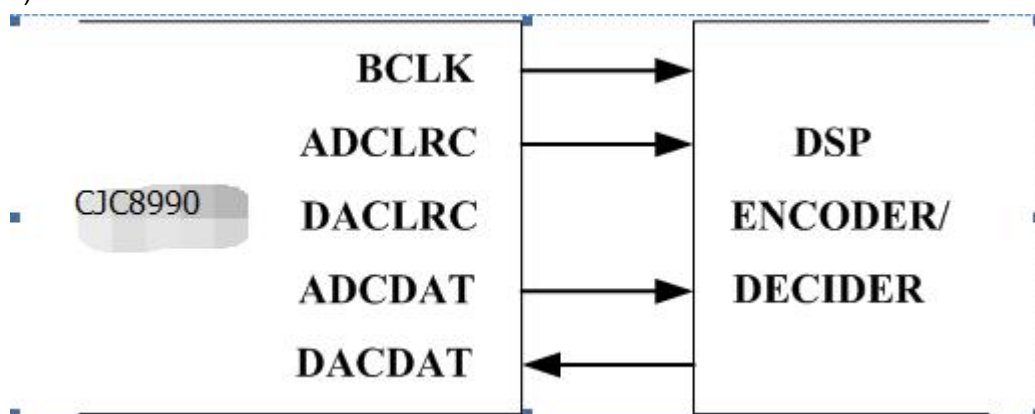 BCLK
ADCLRC
DSP
CJC8990
DACLRC
ENCODER/
ADCDAT
DECIDER
DACDAT